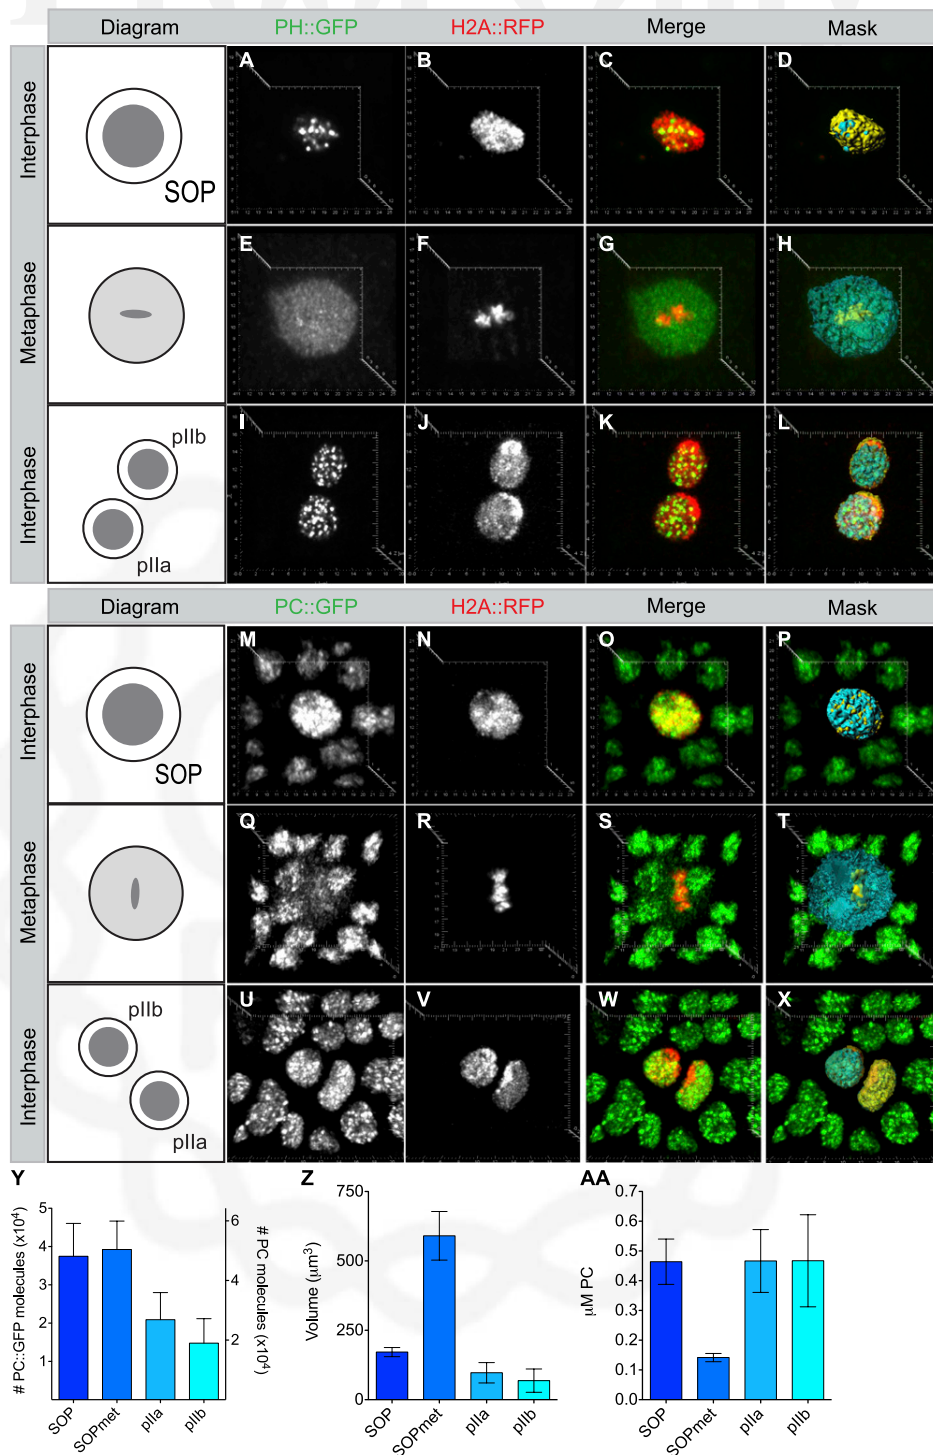 Diagram PH::GFP H2A::RFP Merge Mask
Interphase
SOP
A B C D
Metaphase
E F G H
Interphase
pIIb
pIIa
I J K L
Diagram PC::GFP H2A::RFP Merge Mask
Interphase
SOP
M N O P
Metaphase
Q R S T
Interphase
pIIb
pIIa
U V W X
Y
# PC::GFP molecules (x10⁴)
5
4
3
2
1
# PC molecules (x10⁴)
6
4
2
SOP SOPmet pIIa pIIb
Z
Volume (µm³)
750
500
250
0
SOP SOPmet pIIa pIIb
AA
µM PC
0.7
0.6
0.5
0.4
0.3
0.2
0.1
0.0
SOP SOPmet pIIa pIIb